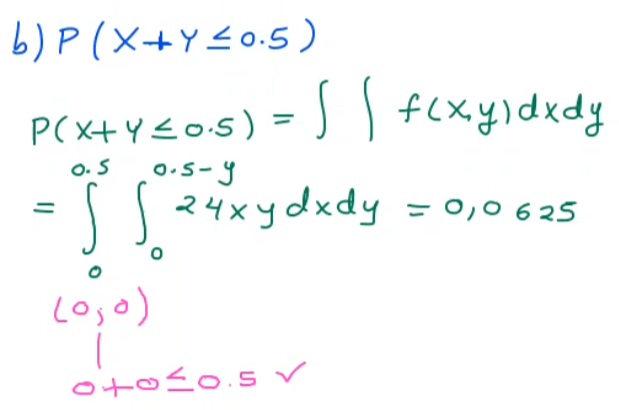 b) P(X+Y≤0.5)
P(X+Y≤0.5) = ∫ ∫ f(x,y)dxdy
= ∫₀^0.5 ∫₀^0.5-y 24xy dxdy = 0,0625
(0,0)
|
0+0≤0.5 ✓